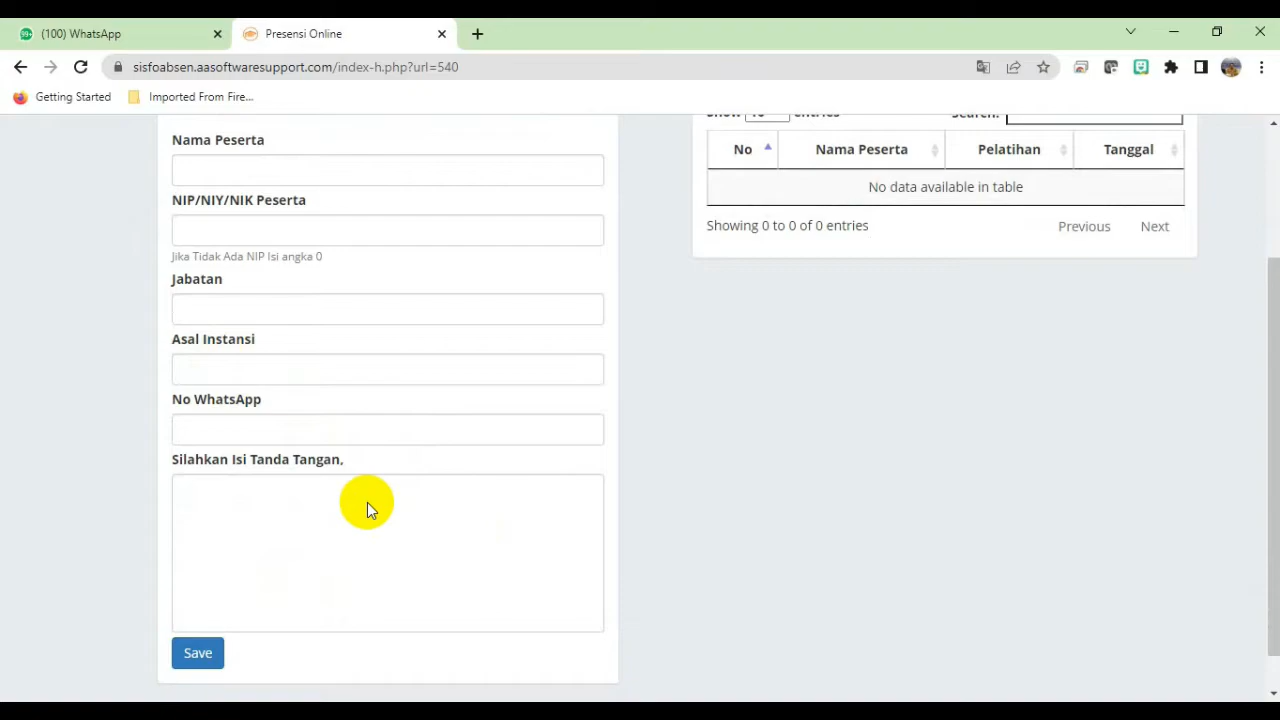 99+ (100) WhatsApp
Presensi Online
sisfoabsen.aasoftwaresupport.com/index-h.php?url=540
Getting Started
Imported From Fire...
Nama Peserta
NIP/NIY/NIK Peserta
Jika Tidak Ada NIP Isi angka 0
Jabatan
Asal Instansi
No WhatsApp
Silahkan Isi Tanda Tangan,
Save
Show 10 entries
Search:
No Nama Peserta Pelatihan Tanggal
No data available in table
Showing 0 to 0 of 0 entries
Previous Next